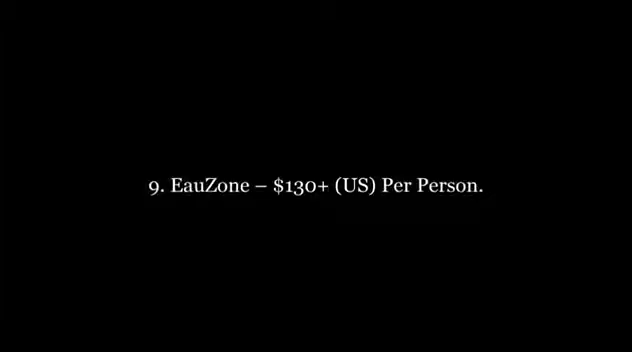 9. EauZone – $130+ (US) Per Person.